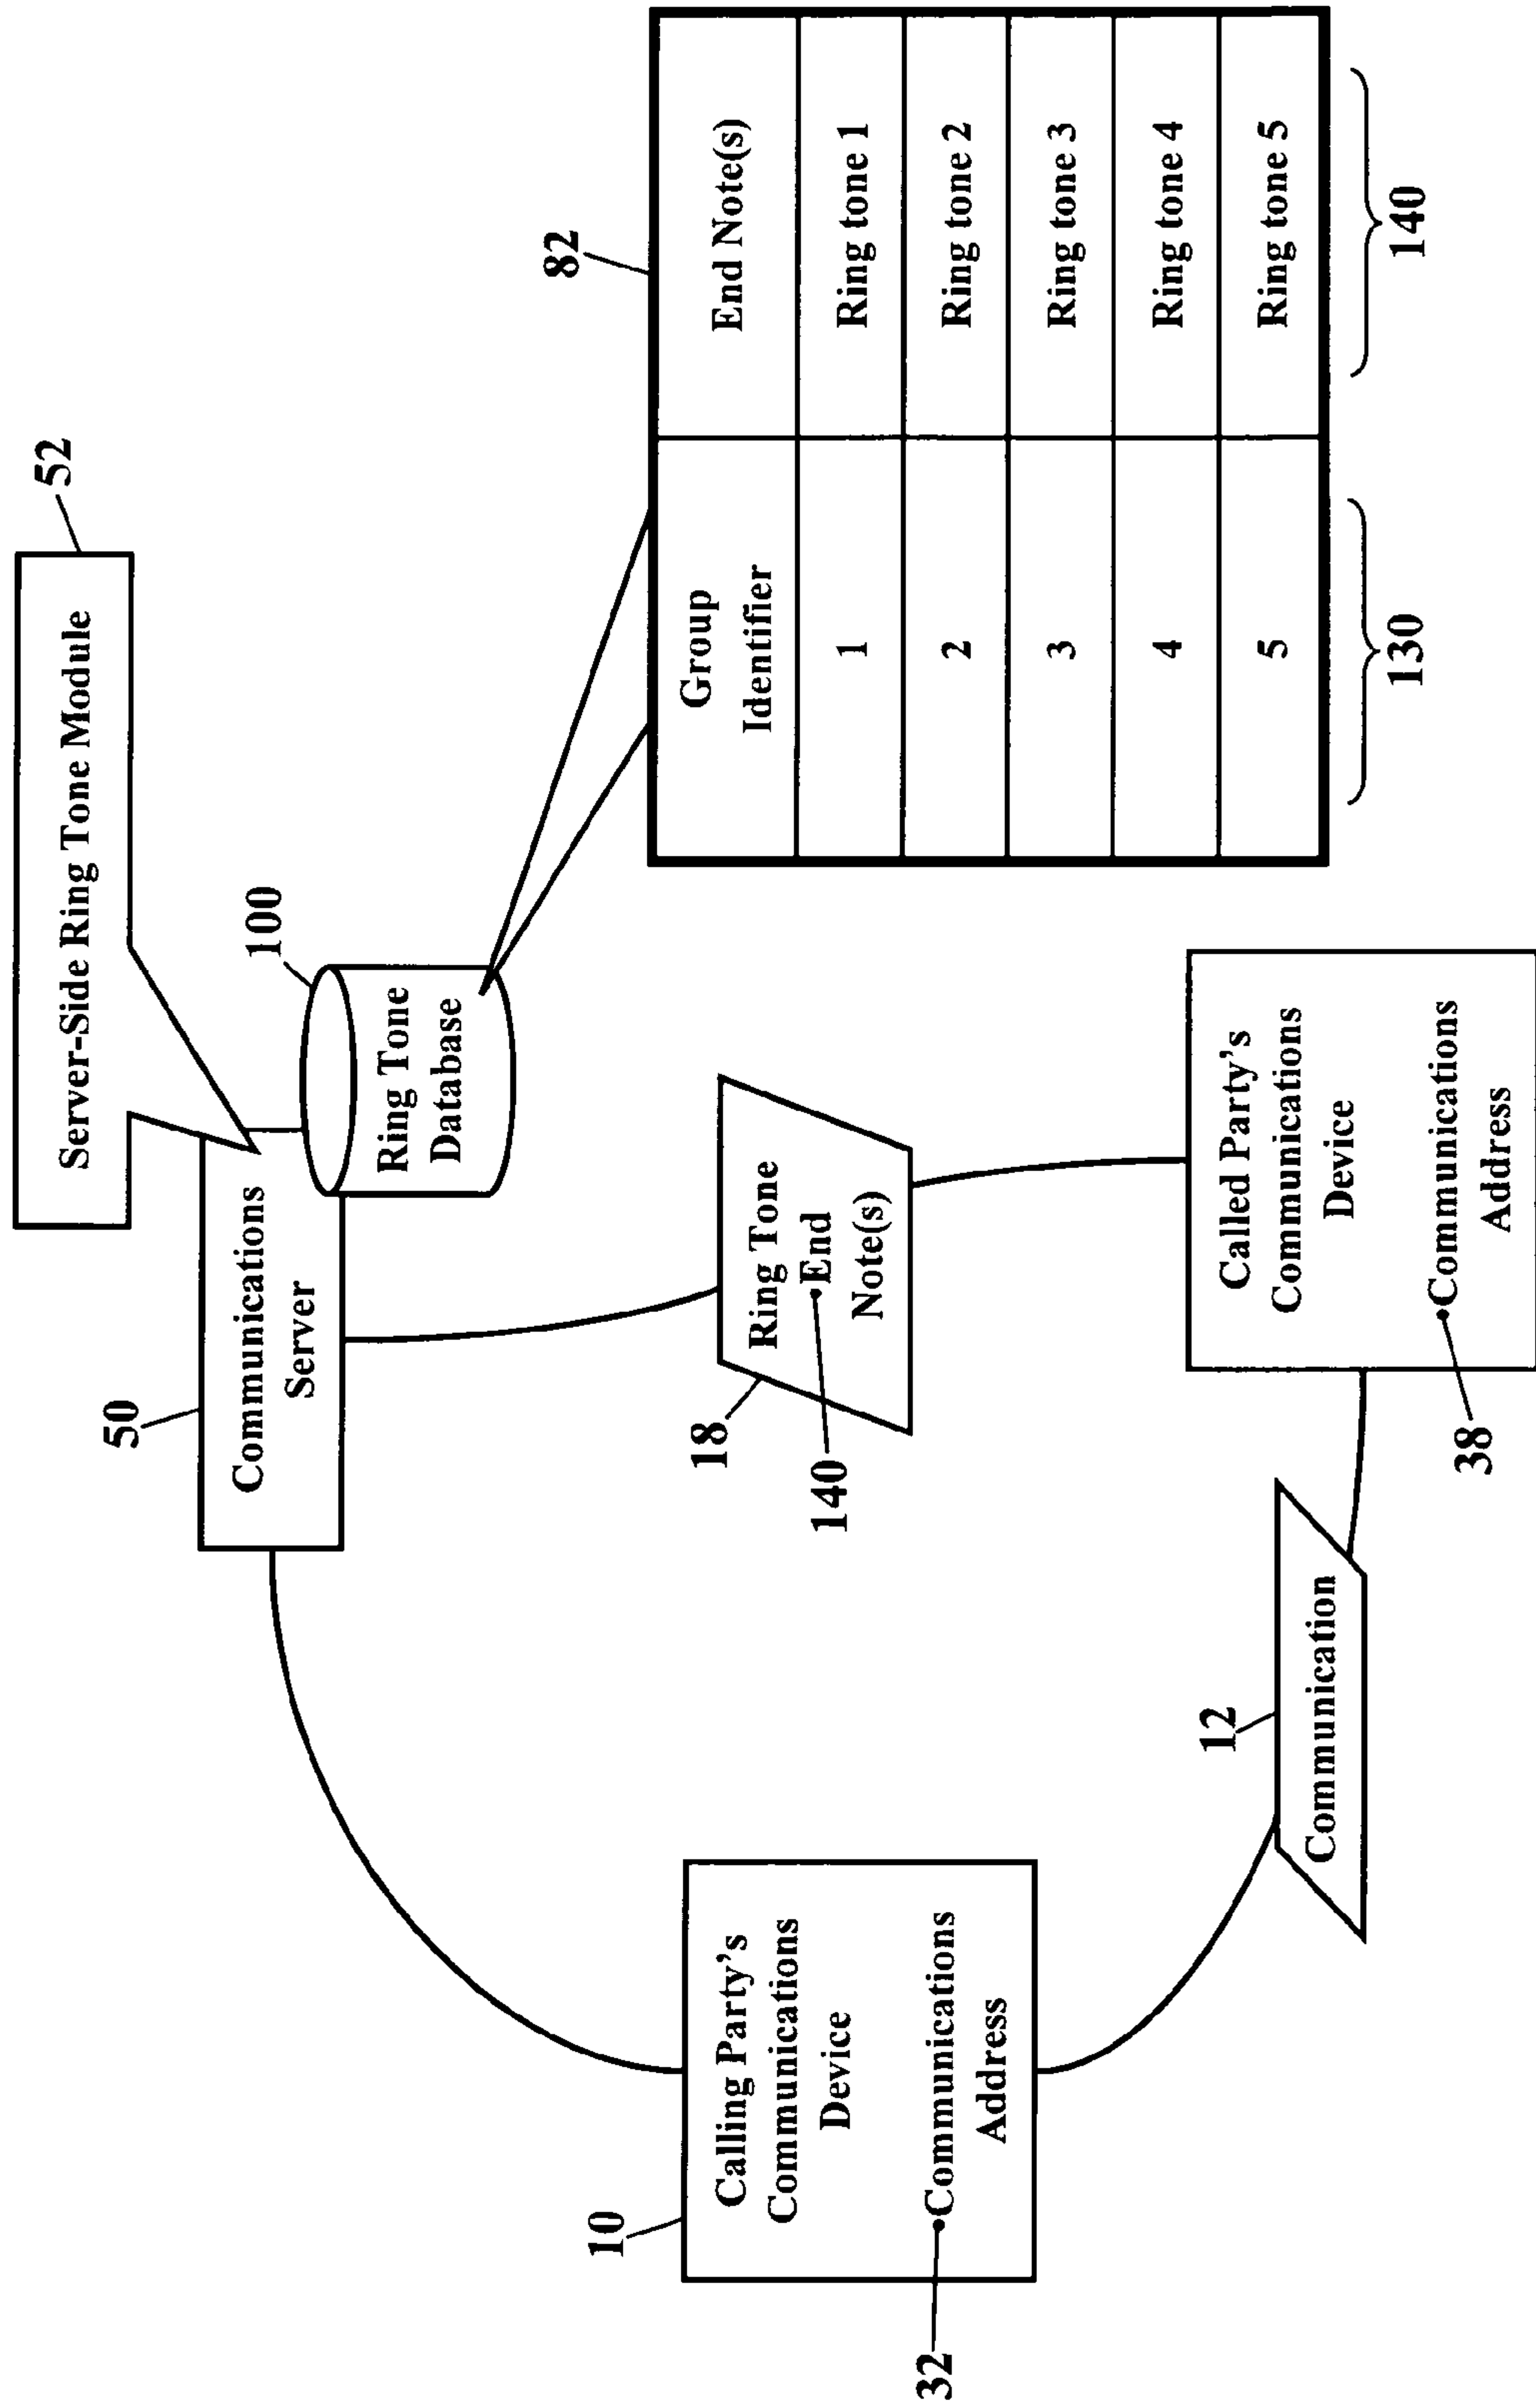 52
Server-Side Ring Tone Module
50
Communications
Server
100
Ring Tone
Database
82
Group
Identifier
End Note(s)
1
Ring tone 1
2
Ring tone 2
3
Ring tone 3
4
Ring tone 4
5
Ring tone 5
130
140
18
Ring Tone
End
Note(s)
140
10
Calling Party's
Communications
Device
Communications
Address
32
12
Communication
Called Party's
Communications
Device
Communications
Address
38